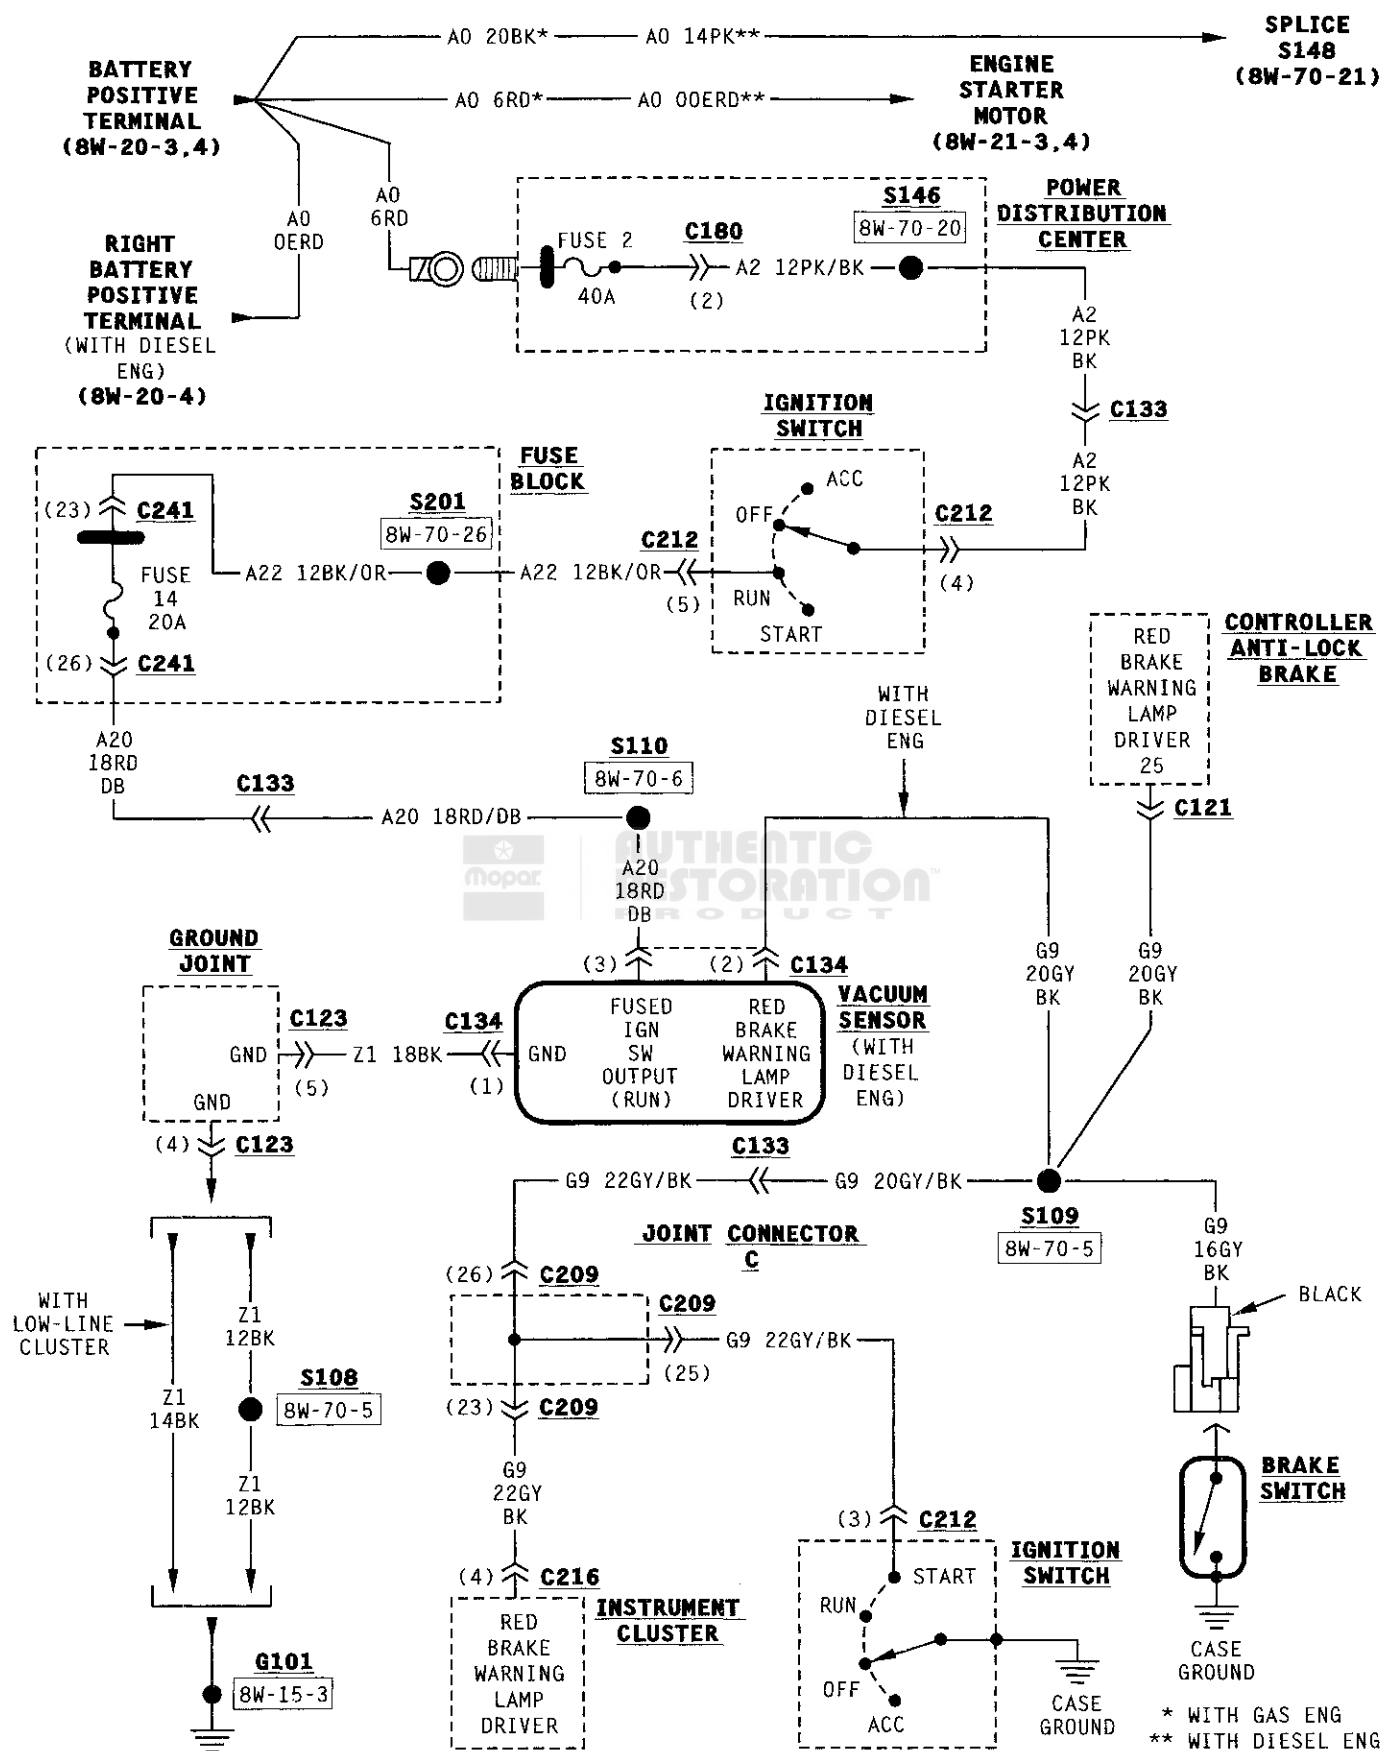 A0 20BK* A0 14PK**
SPLICE
S148
(8W-70-21)
BATTERY
POSITIVE
TERMINAL
(8W-20-3,4)
A0 6RD* A0 00ERD**
ENGINE
STARTER
MOTOR
(8W-21-3,4)
A0
0ERD
A0
6RD
RIGHT
BATTERY
POSITIVE
TERMINAL
(WITH DIESEL
ENG)
(8W-20-4)
FUSE 2
40A
C180
(2)
A2 12PK/BK
S146
8W-70-20
POWER
DISTRIBUTION
CENTER
A2
12PK
BK
C133
A2
12PK
BK
IGNITION
SWITCH
ACC
OFF
RUN
START
C212
(4)
C212
(5)
A22 12BK/OR
FUSE
BLOCK
S201
8W-70-26
A22 12BK/OR
(23)
C241
FUSE
14
20A
(26)
C241
A20
18RD
DB
C133
A20 18RD/DB
S110
8W-70-6
A20
18RD
DB
WITH
DIESEL
ENG
RED
BRAKE
WARNING
LAMP
DRIVER
25
CONTROLLER
ANTI-LOCK
BRAKE
C121
G9
20GY
BK
G9
20GY
BK
Mopar
AUTHENTIC
RESTORATION™
PRODUCT
GROUND
JOINT
GND
GND
C123
(5)
Z1 18BK
C134
(1)
(3)
(2)
C134
GND
FUSED
IGN
SW
OUTPUT
(RUN)
RED
BRAKE
WARNING
LAMP
DRIVER
VACUUM
SENSOR
(WITH
DIESEL
ENG)
(4)
C123
C133
G9 22GY/BK
G9 20GY/BK
S109
8W-70-5
G9
16GY
BK
BLACK
JOINT CONNECTOR
C
(26)
C209
C209
(25)
G9 22GY/BK
(23)
C209
WITH
LOW-LINE
CLUSTER
Z1
12BK
S108
8W-70-5
Z1
14BK
Z1
12BK
G101
8W-15-3
G9
22GY
BK
(4)
C216
INSTRUMENT
CLUSTER
RED
BRAKE
WARNING
LAMP
DRIVER
(3)
C212
IGNITION
SWITCH
START
RUN
OFF
ACC
CASE
GROUND
BRAKE
SWITCH
CASE
GROUND
* WITH GAS ENG
** WITH DIESEL ENG